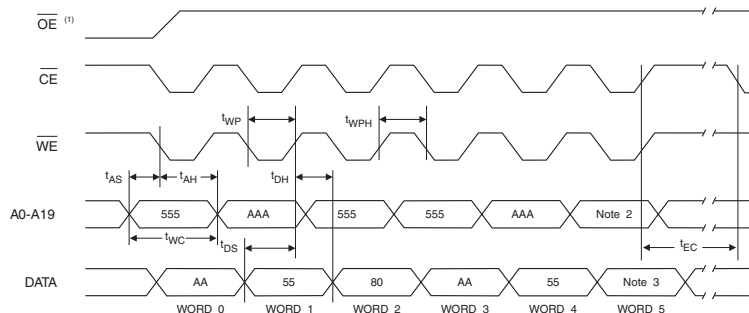 OE (1)
CE
tWP
tWPH
WE
tAS
tAH
tDH
A0-A19
555
AAA
555
555
AAA
Note 2
tWC
tDS
tEC
DATA
AA
55
80
AA
55
Note 3
WORD 0
WORD 1
WORD 2
WORD 3
WORD 4
WORD 5